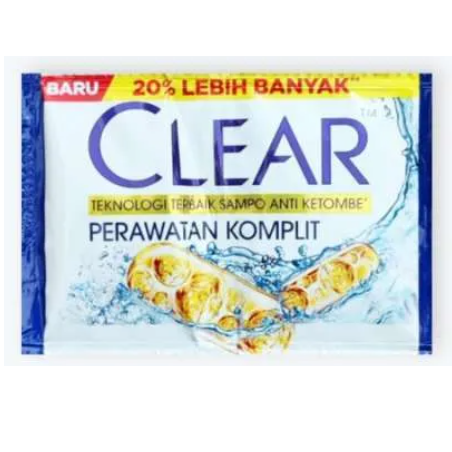 BARU 20% LEBIH BANYAK**
CLEAR
TEKNOLOGI TERBAIK SAMPO ANTI KETOMBE*
PERAWATAN KOMPLIT